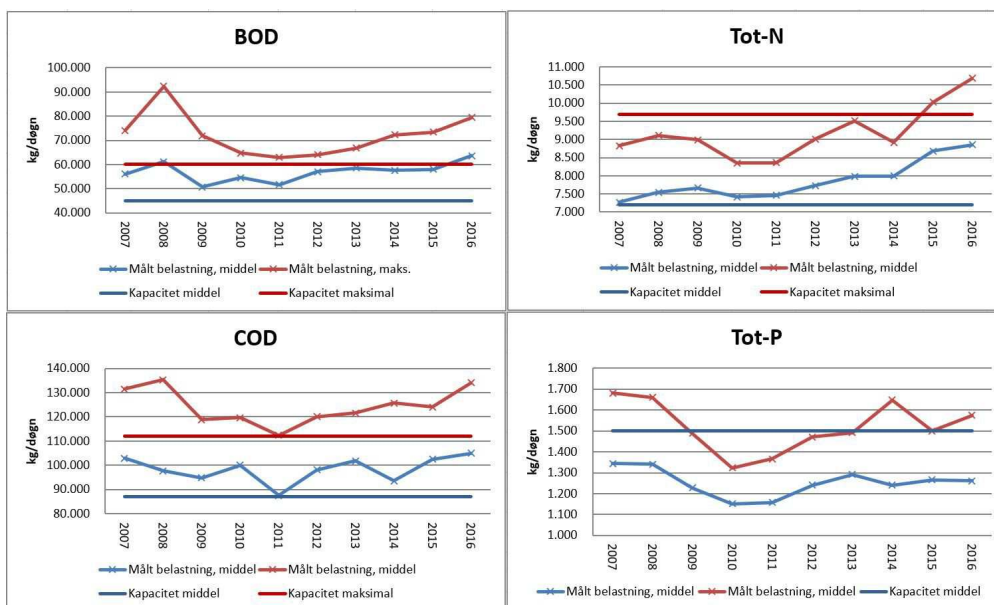 BOD
kg/døgn
100.000
90.000
80.000
70.000
60.000
50.000
40.000
2007 2008 2009 2010 2011 2012 2013 2014 2015 2016
Målt belastning, middel Målt belastning, maks.
Kapacitet middel Kapacitet maksimal
Tot-N
kg/døgn
11.000
10.500
10.000
9.500
9.000
8.500
8.000
7.500
7.000
2007 2008 2009 2010 2011 2012 2013 2014 2015 2016
Målt belastning, middel Målt belastning, middel
Kapacitet middel Kapacitet maksimal
COD
kg/døgn
140.000
130.000
120.000
110.000
100.000
90.000
80.000
2007 2008 2009 2010 2011 2012 2013 2014 2015 2016
Målt belastning, middel Målt belastning, middel
Kapacitet middel Kapacitet maksimal
Tot-P
kg/døgn
1.800
1.700
1.600
1.500
1.400
1.300
1.200
1.100
1.000
2007 2008 2009 2010 2011 2012 2013 2014 2015 2016
Målt belastning, middel Målt belastning, middel Kapacitet middel